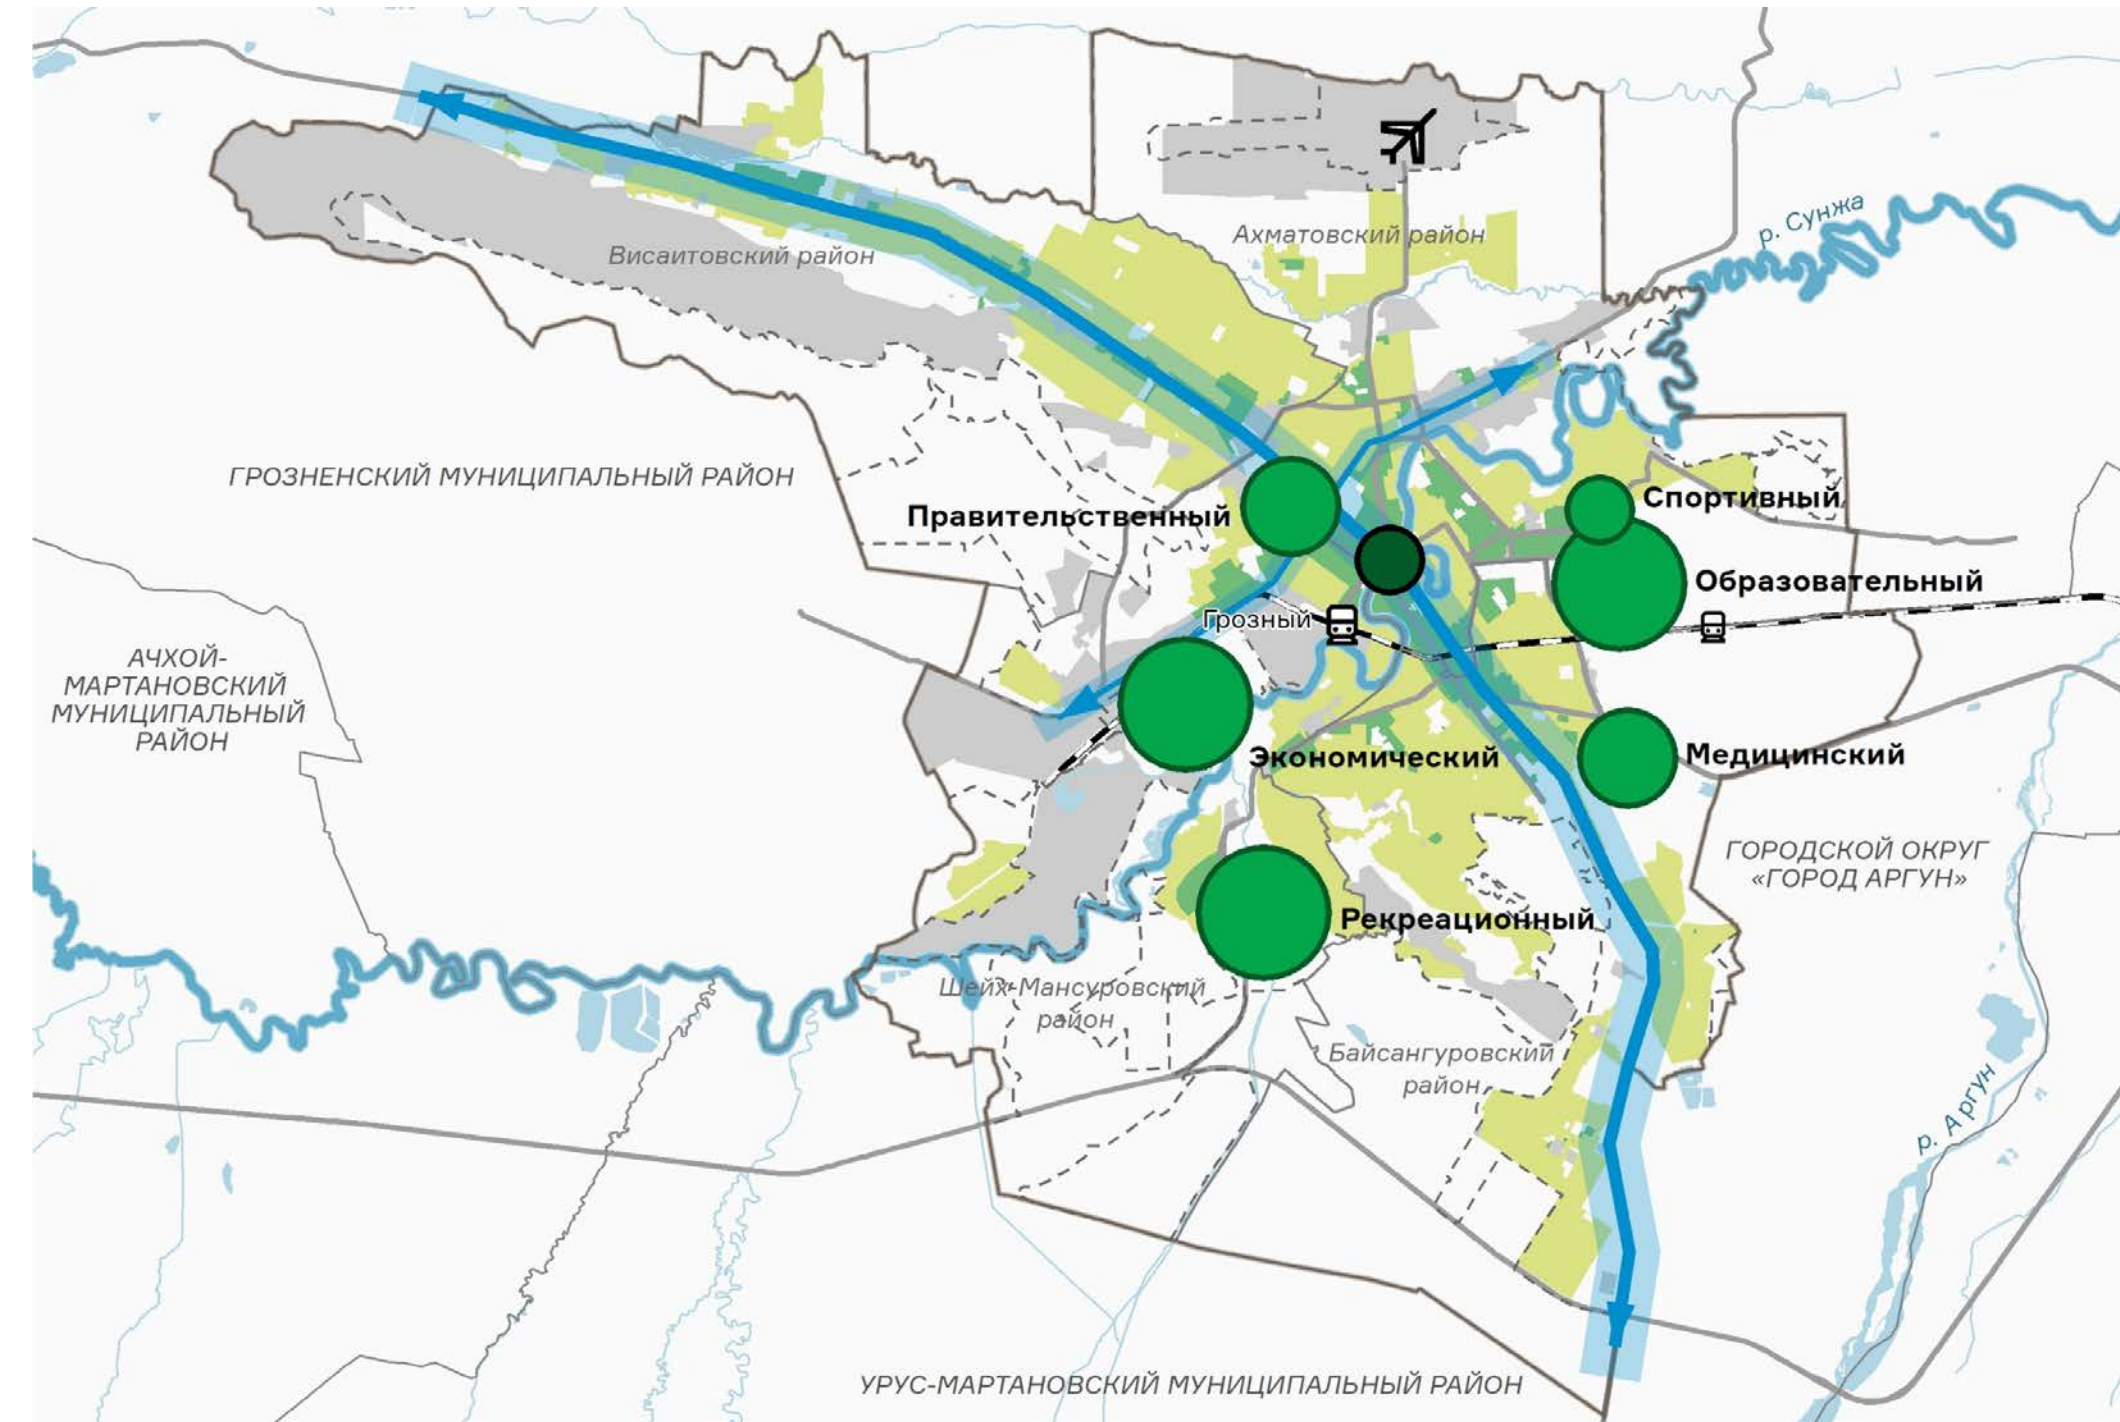 р. Сунжа
Ахматовский район
Висаитовский район
ГРОЗНЕНСКИЙ МУНИЦИПАЛЬНЫЙ РАЙОН
Спортивный
Правительственный
Образовательный
Грозный
АЧХОЙ-
МАРТАНОВСКИЙ
МУНИЦИПАЛЬНЫЙ
РАЙОН
Экономический
Медицинский
ГОРОДСКОЙ ОКРУГ
«ГОРОД АРГУН»
Рекреационный
Шейх-Мансуровский
район
Байсангуровский
район
р. Аргун
УРУС-МАРТАНОВСКИЙ МУНИЦИПАЛЬНЫЙ РАЙОН